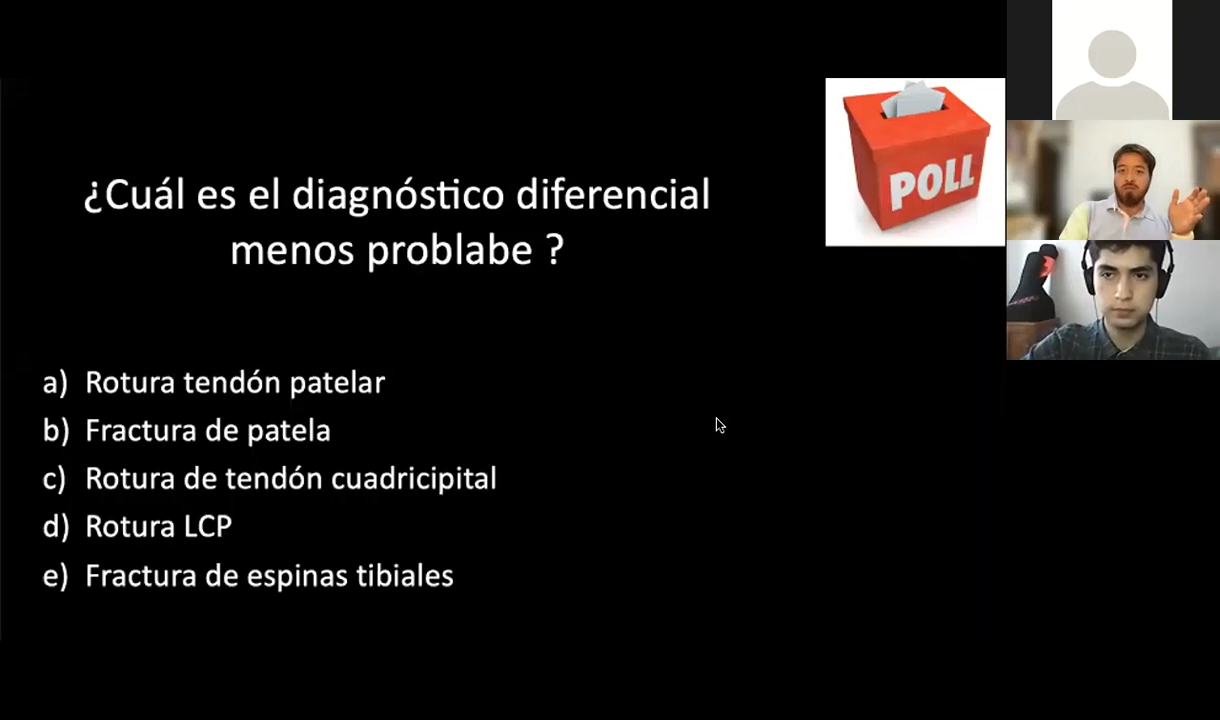 ¿Cuál es el diagnóstico diferencial
menos problabe ?
POLL
a) Rotura tendón patelar
b) Fractura de patela
c) Rotura de tendón cuadricipital
d) Rotura LCP
e) Fractura de espinas tibiales